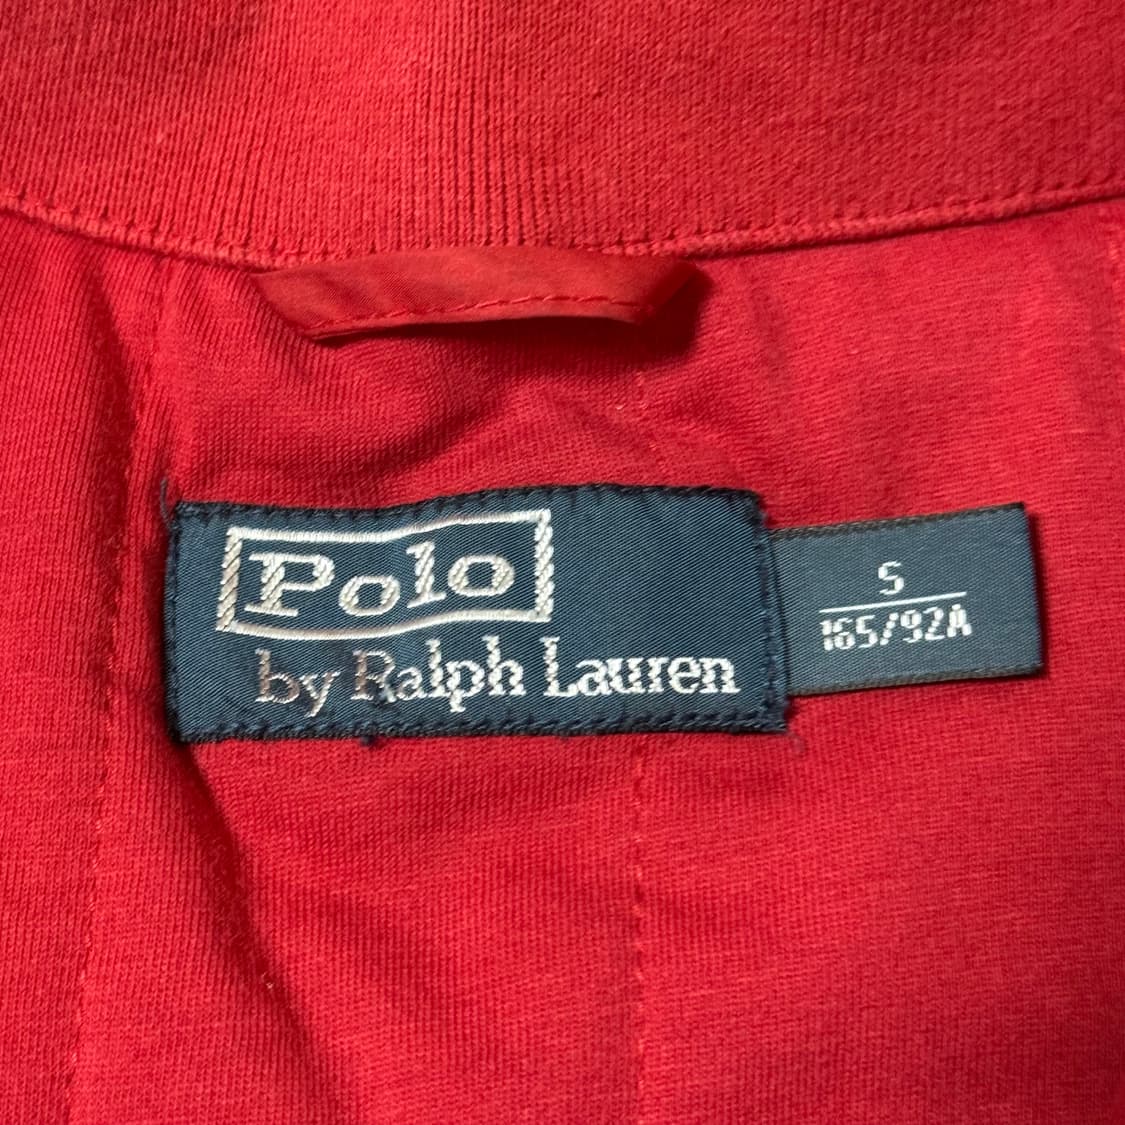 Polo
by Ralph Lauren
S
165/92A